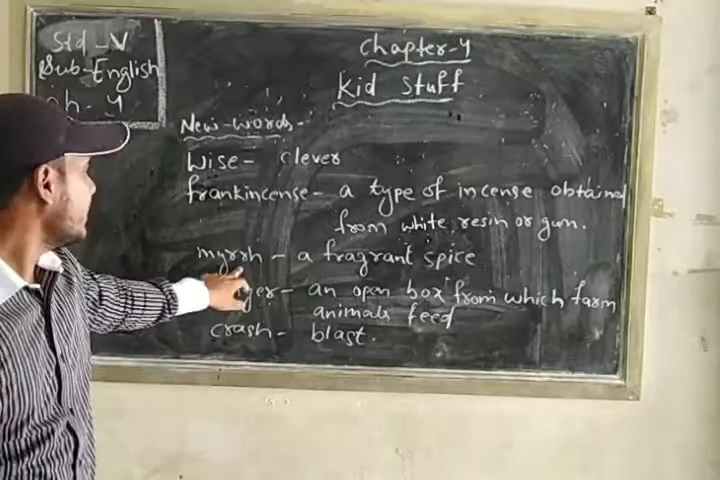 Std - V
Sub - English
ch - 4
Chapter-4
Kid Stuff
New-words-
Wise - clever
frankincense - a type of incense obtained
from white resin or gum.
myrrh - a fragrant spice
ger - an open box from which farm
animals feed
crash - blast.